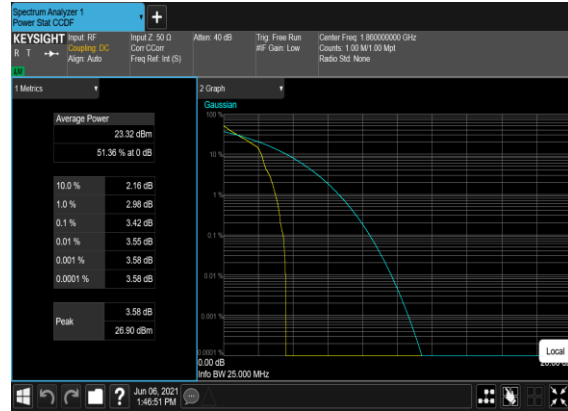 Spectrum Analyzer 1
Power Stat CCDF
KEYSIGHT
R T
LM
Input: RF
Coupling: DC
Align: Auto
Input Z: 50 Ω
Corr CCorr
Freq Ref: Int (S)
Atten: 40 dB
Trig: Free Run
#IF Gain: Low
Center Freq: 1.860000000 GHz
Counts: 1.00 M/1.00 Mpt
Radio Std: None
1 Metrics
Average Power
23.32 dBm
51.36 % at 0 dB
10.0 % 2.16 dB
1.0 % 2.98 dB
0.1 % 3.42 dB
0.01 % 3.55 dB
0.001 % 3.58 dB
0.0001 % 3.58 dB
Peak
3.58 dB
26.90 dBm
2 Graph
Gaussian
100 %
10 %
1 %
0.1 %
0.01 %
0.001 %
0.0001 %
0.00 dB
Info BW 25.000 MHz
Local
?
Jun 06, 2021
1:46:51 PM